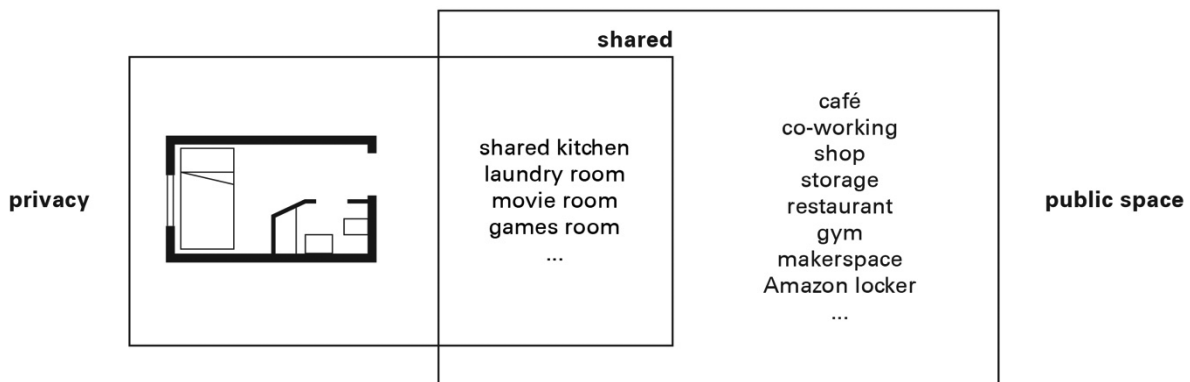 shared
privacy
shared kitchen
laundry room
movie room
games room
...
café
co-working
shop
storage
restaurant
gym
makerspace
Amazon locker
...
public space